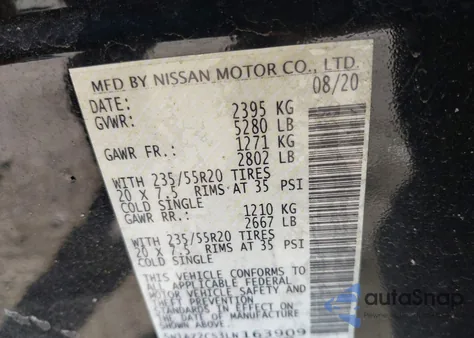 MFD BY NISSAN MOTOR CO., LTD.
DATE: 08/20
GVWR: 2395 KG
5280 LB
GAWR FR.: 1271 KG
2802 LB
WITH 235/55R20 TIRES
20 X 7.5 RIMS AT 35 PSI
COLD SINGLE
GAWR RR.: 1210 KG
2667 LB
WITH 235/55R20 TIRES
20 X 7.5 RIMS AT 35 PSI
COLD SINGLE
THIS VEHICLE CONFORMS TO
ALL APPLICABLE FEDERAL
MOTOR VEHICLE SAFETY AND
THEFT PREVENTION
STANDARDS IN EFFECT ON
THE DATE OF MANUFACTURE
SHOWN ABOVE.
163909
autoSnap